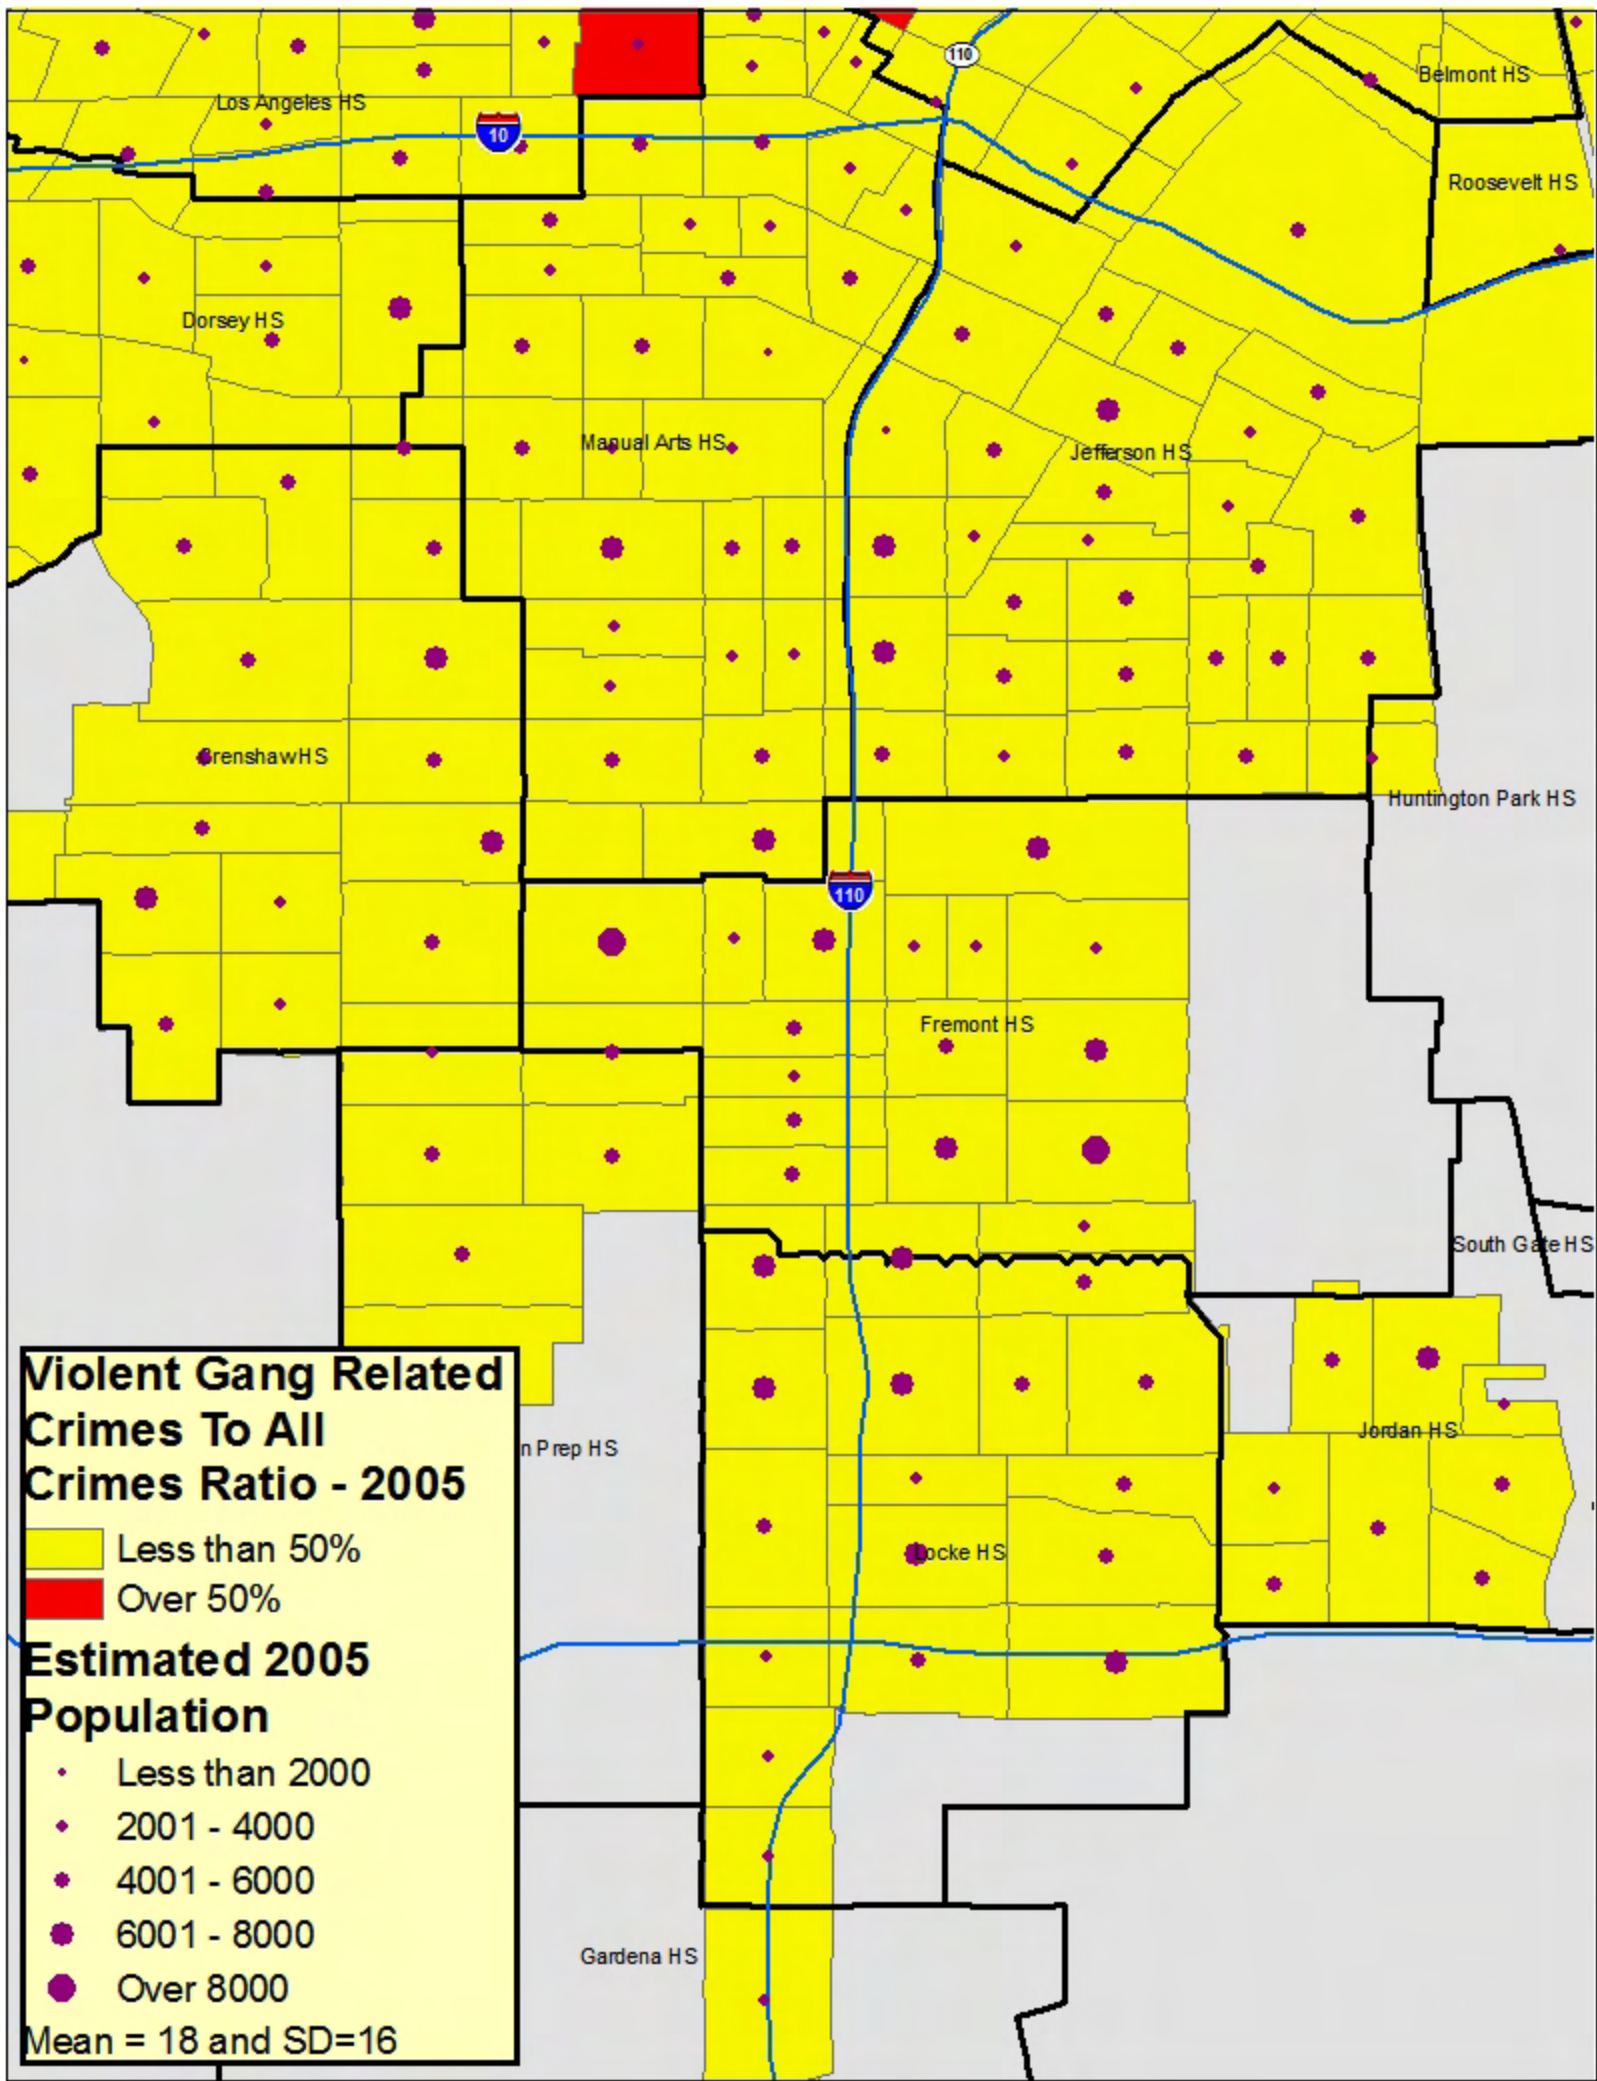 110
Belmont HS
Los Angeles HS
10
Roosevelt HS
Dorsey HS
Manual Arts HS
Jefferson HS
CrenshawHS
Huntington Park HS
110
Fremont HS
South Gate HS
Violent Gang Related
Crimes To All
Crimes Ratio - 2005
Less than 50%
Over 50%
Estimated 2005
Population
Less than 2000
2001 - 4000
4001 - 6000
6001 - 8000
Over 8000
Mean = 18 and SD=16
n Prep HS
Jordan HS
Locke HS
Gardena HS